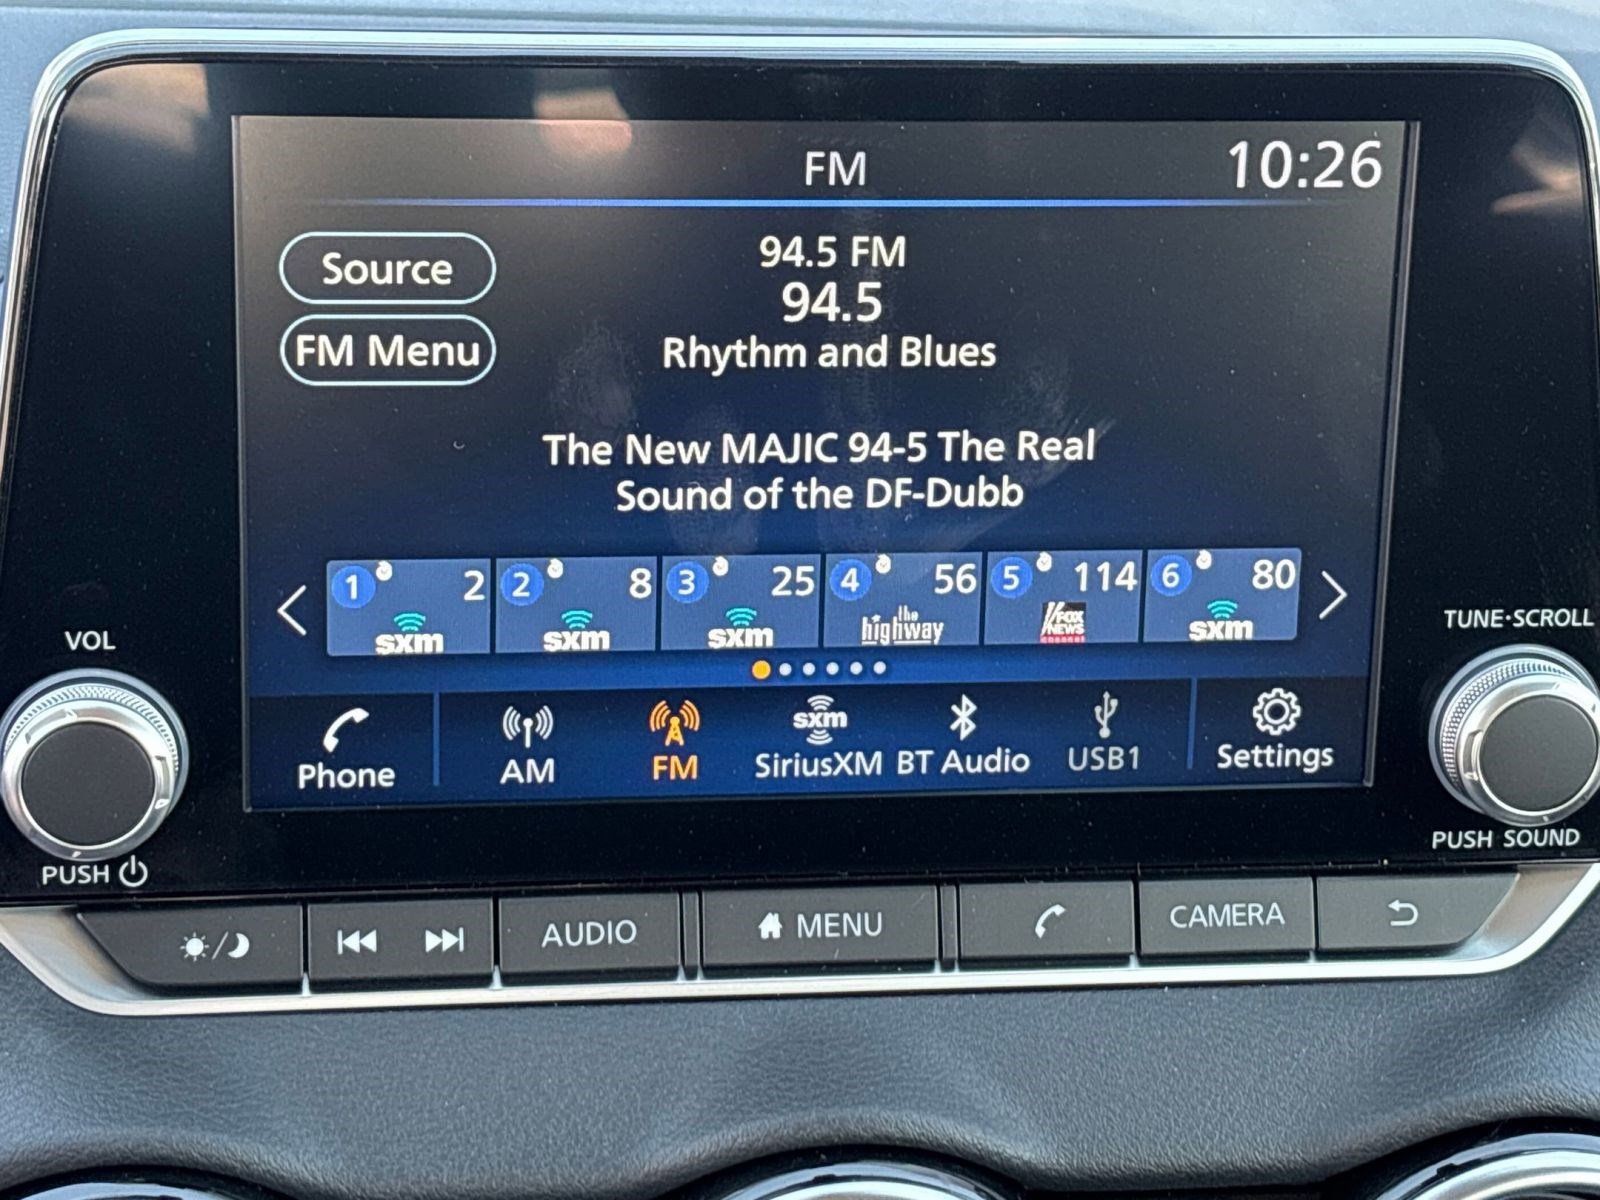 FM
10:26
Source
94.5 FM
94.5
FM Menu
Rhythm and Blues
The New MAJIC 94-5 The Real
Sound of the DF-Dubb
1 2
sxm
2 8
sxm
3 25
sxm
4 56
the
highway
5 114
FOX
NEWS
channel
6 80
sxm
VOL
TUNE·SCROLL
Phone
AM
FM
sxm
SiriusXM
BT Audio
USB1
Settings
PUSH
PUSH SOUND
AUDIO
MENU
CAMERA